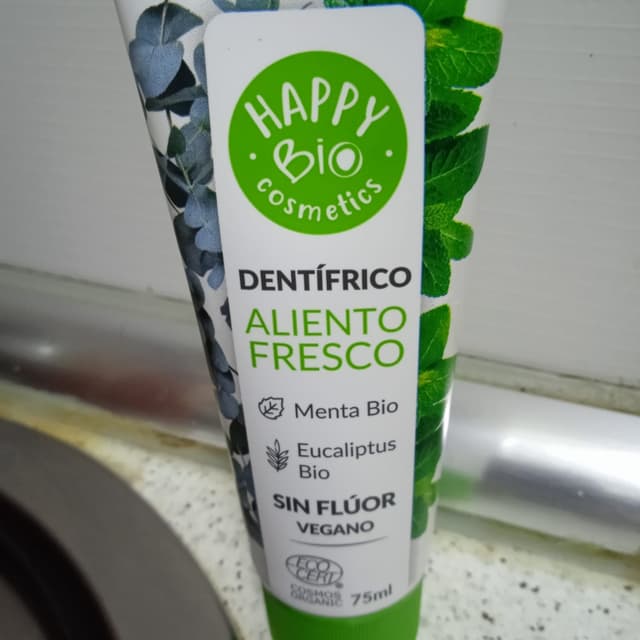 HAPPY
BiO
cosmetics
DENTÍFRICO
ALIENTO
FRESCO
Menta Bio
Eucaliptus
Bio
SIN FLÚOR
VEGANO
ECO
CERT®
COSMOS
ORGANIC
75ml